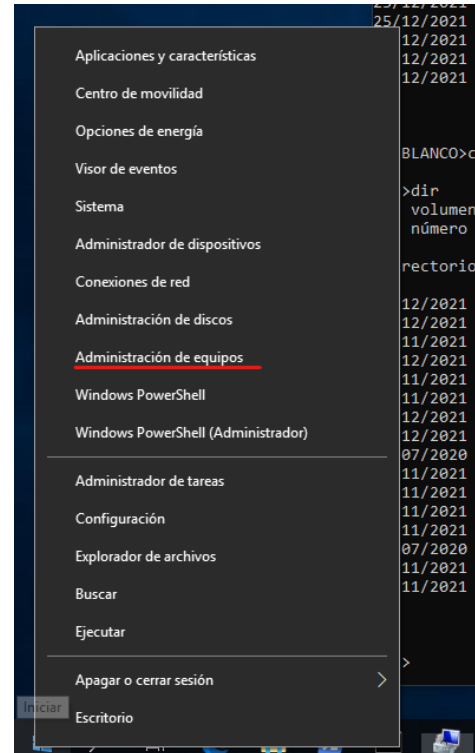 25/12/2021
12/2021
12/2021
12/2021
Aplicaciones y características
Centro de movilidad
Opciones de energía
Visor de eventos
Sistema
Administrador de dispositivos
Conexiones de red
Administración de discos
Administración de equipos
Windows PowerShell
Windows PowerShell (Administrador)
Administrador de tareas
Configuración
Explorador de archivos
Buscar
Ejecutar
Apagar o cerrar sesión
Escritorio
Iniciar
BLANCO>c
>dir
volumen
número
rectorio
12/2021
12/2021
11/2021
12/2021
11/2021
11/2021
12/2021
12/2021
07/2020
11/2021
11/2021
11/2021
11/2021
07/2020
11/2021
11/2021
>